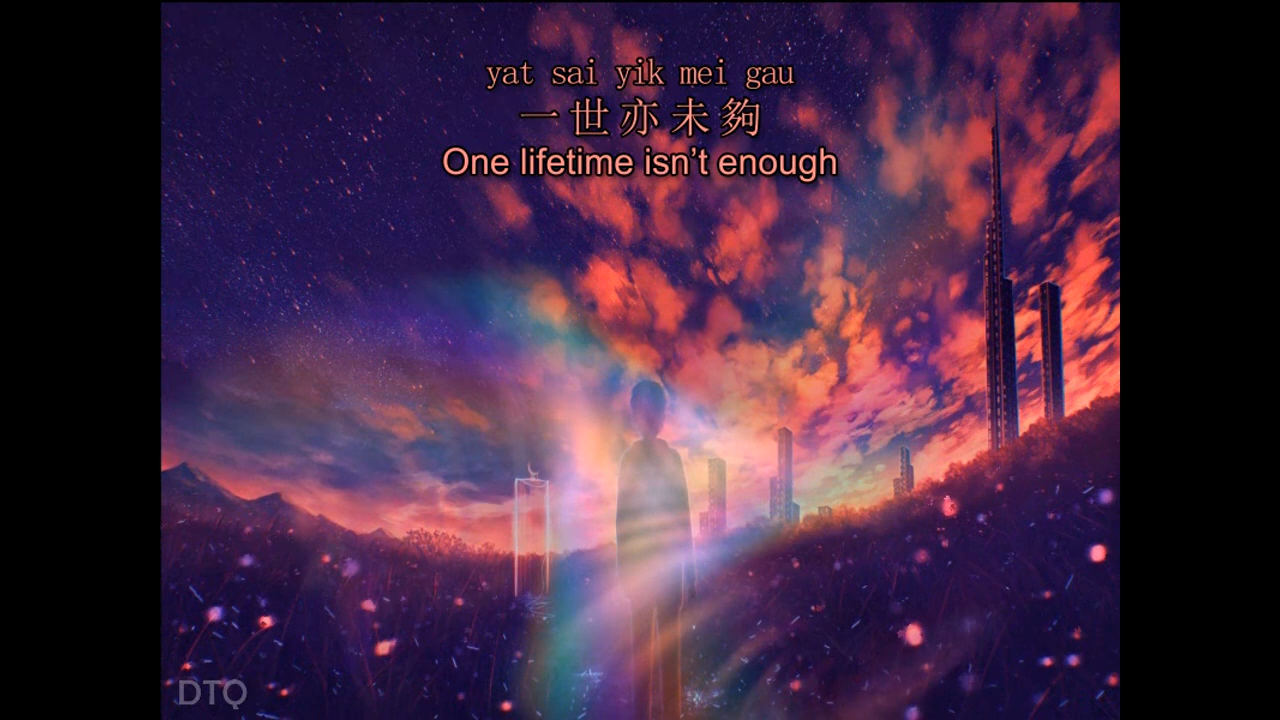 yat sai yik mei gau
一世亦未夠
One lifetime isn’t enough
DTQ